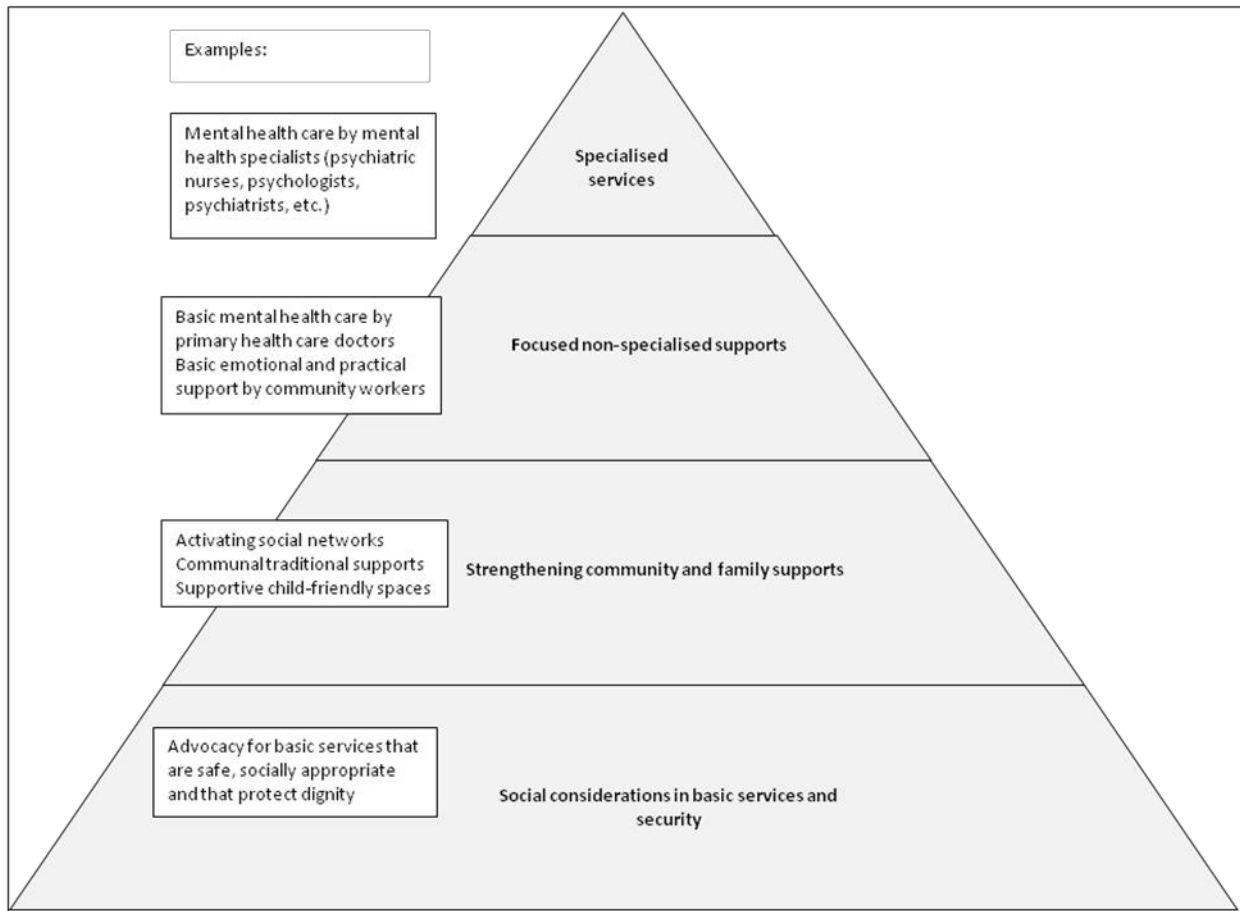 Examples:
Mental health care by mental
health specialists (psychiatric
nurses, psychologists,
psychiatrists, etc.)
Specialised
services
Basic mental health care by
primary health care doctors
Basic emotional and practical
support by community workers
Focused non-specialised supports
Activating social networks
Communal traditional supports
Supportive child-friendly spaces
Strengthening community and family supports
Advocacy for basic services that
are safe, socially appropriate
and that protect dignity
Social considerations in basic services and
security